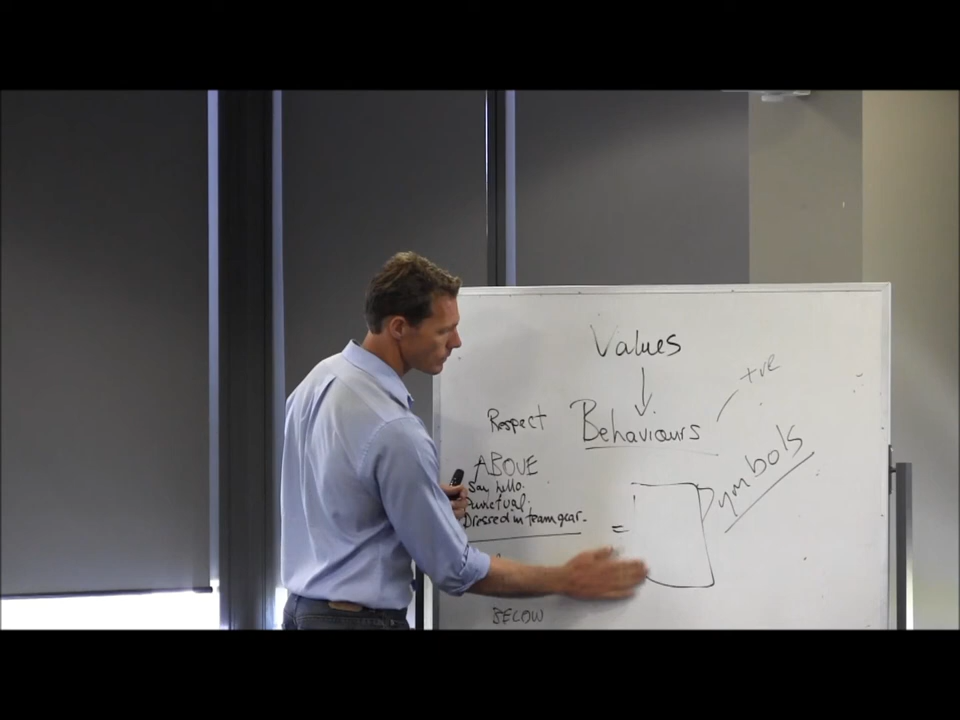 Values
+ve
Respect
Behaviours
Symbols
ABOVE
Say hello.
Punctual.
Dressed in team gear.
=
BELOW